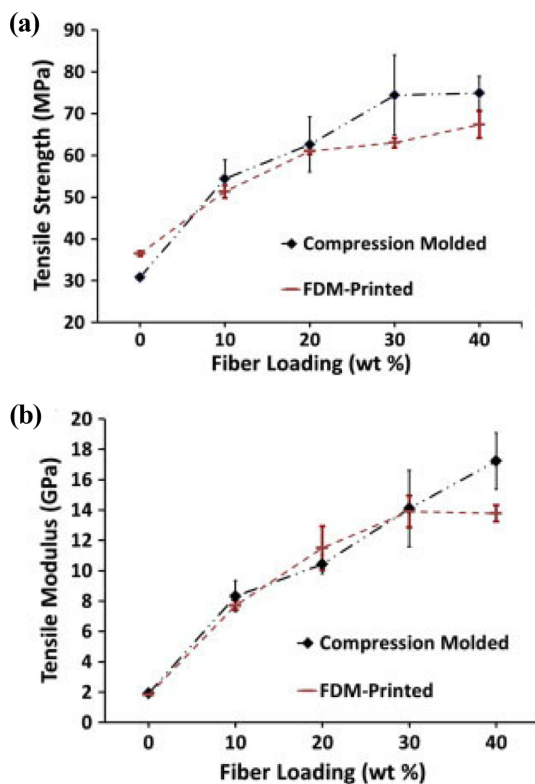 (a)
90
80
70
60
50
40
30
20
Tensile Strength (MPa)
Compression Molded
FDM-Printed
0 10 20 30 40
Fiber Loading (wt %)
(b)
20
18
16
14
12
10
8
6
4
2
0
Tensile Modulus (GPa)
Compression Molded
FDM-Printed
0 10 20 30 40
Fiber Loading (wt %)